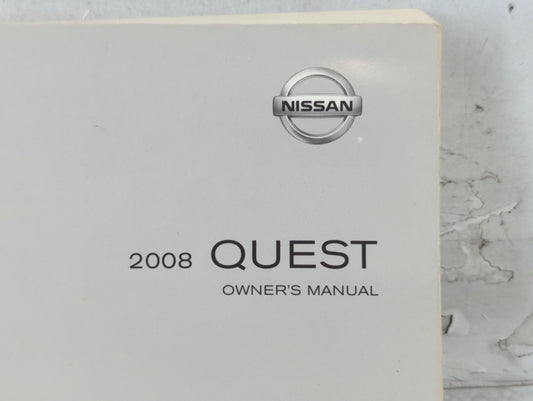 NISSAN
2008 QUEST
OWNER'S MANUAL